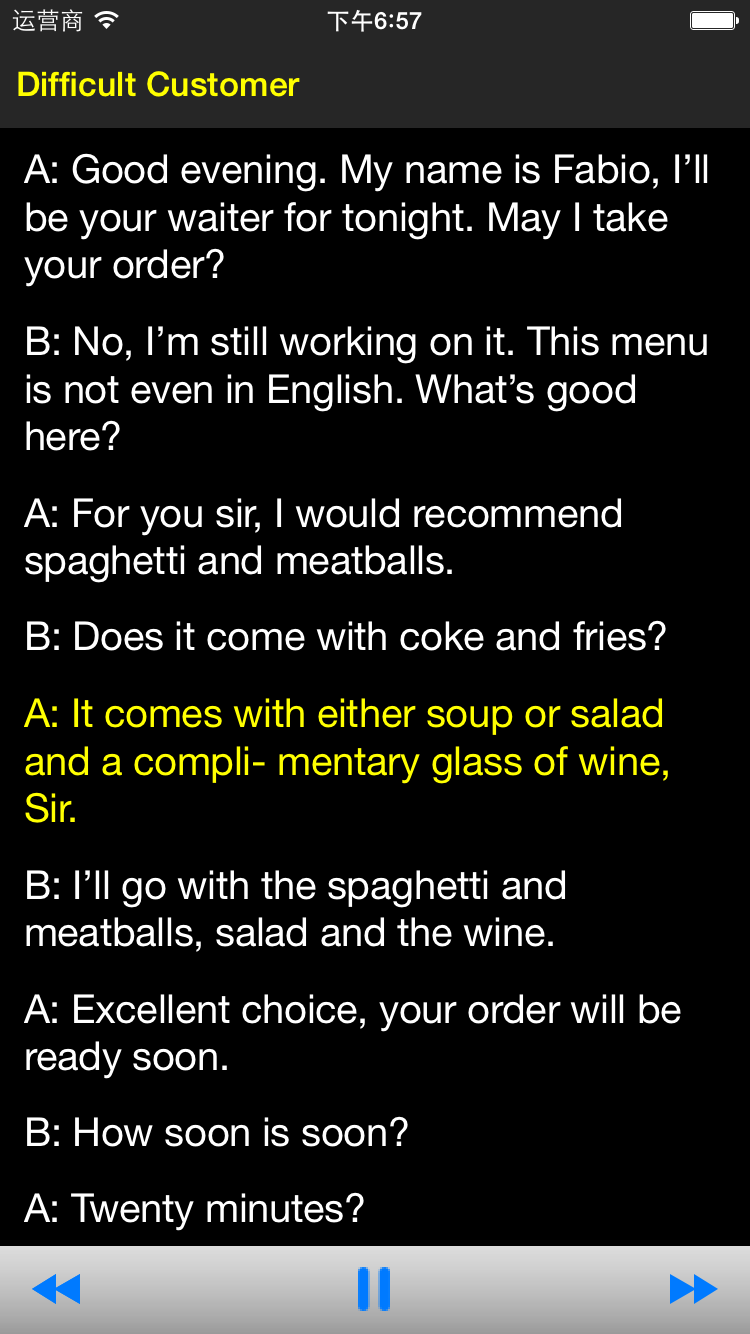 运营商
下午6:57
Difficult Customer
A: Good evening. My name is Fabio, I’ll
be your waiter for tonight. May I take
your order?
B: No, I’m still working on it. This menu
is not even in English. What’s good
here?
A: For you sir, I would recommend
spaghetti and meatballs.
B: Does it come with coke and fries?
A: It comes with either soup or salad
and a compli- mentary glass of wine,
Sir.
B: I’ll go with the spaghetti and
meatballs, salad and the wine.
A: Excellent choice, your order will be
ready soon.
B: How soon is soon?
A: Twenty minutes?